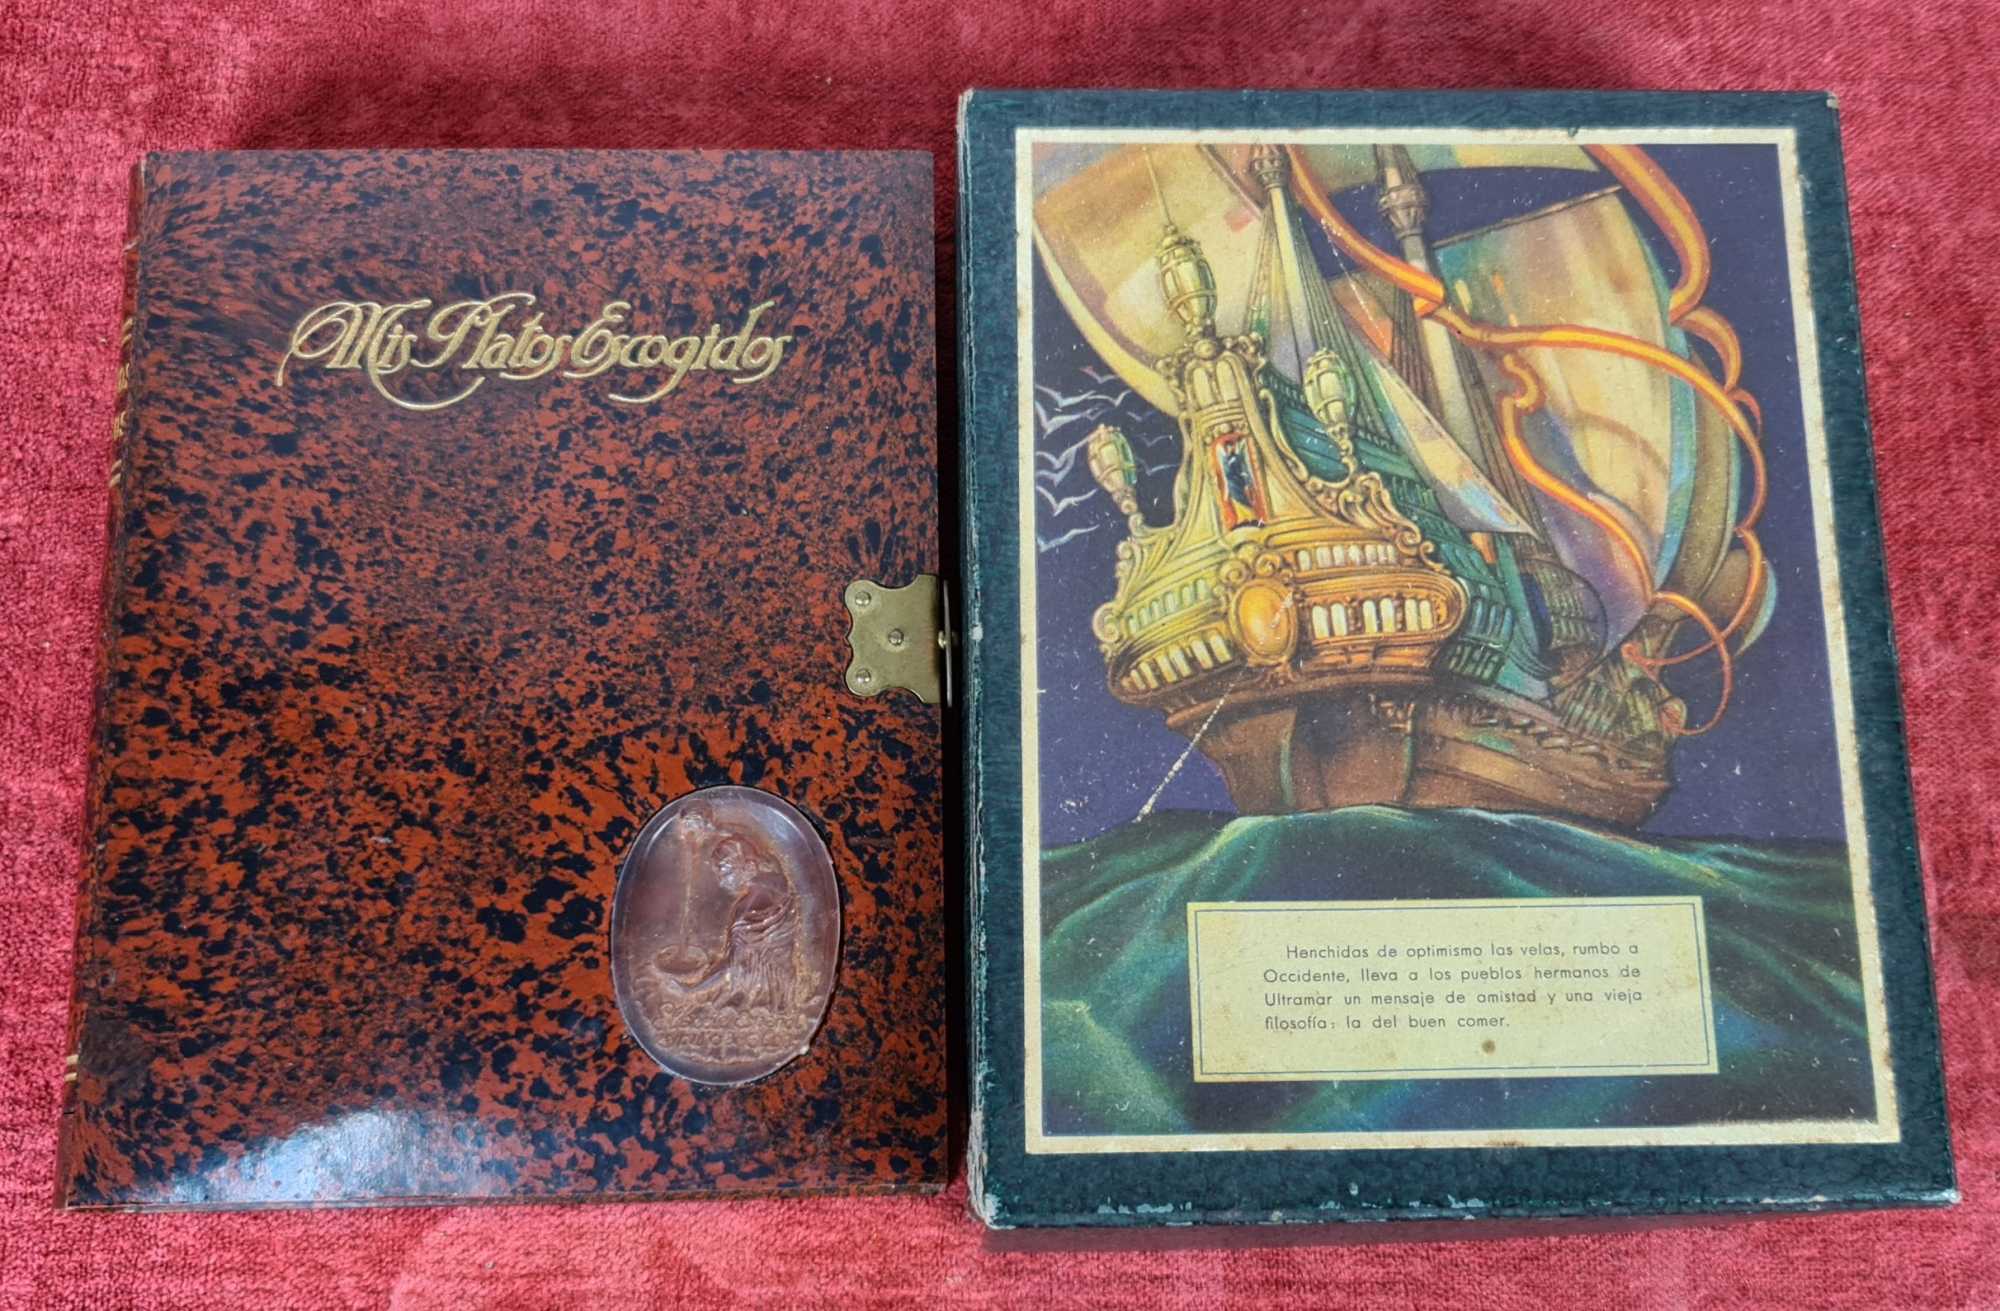 Mis Platos Escogidos
Henchidas de optimismo las velas, rumbo a
Occidente, lleva a los pueblos hermanos de
Ultramar un mensaje de amistad y una vieja
filosofía: la del buen comer.